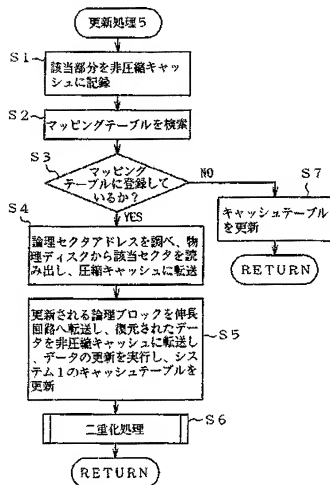 更新処理5
S1
該当部分を非圧縮キャッ
シュに記録
S2
マッピングテーブルを検索
S3
マッピング
テーブルに登録して
いるか?
NO
S7
キャッシュテーブル
を更新
RETURN
YES
S4
論理セクタアドレスを調べ、物
理ディスクから該当セクタを読
み出し、圧縮キャッシュに転送
更新される論理ブロックを伸長
回路へ転送し、復元されたデー
タを非圧縮キャッシュに転送し
、データの更新を実行し、シス
テム1のキャッシュテーブルを
更新
S5
二重化処理
S6
RETURN